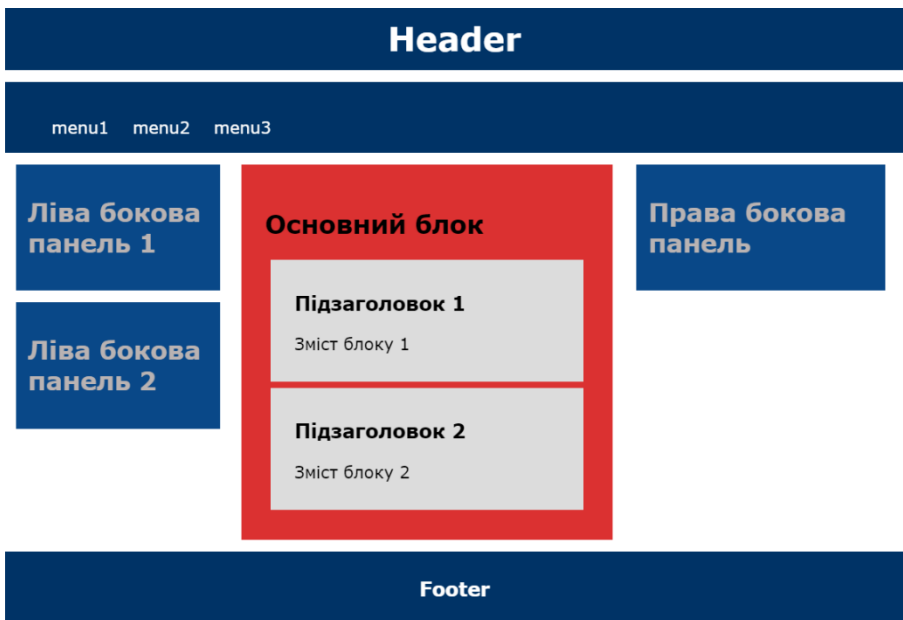 Header
menu1 menu2 menu3
Ліва бокова
панель 1
Ліва бокова
панель 2
Основний блок
Підзаголовок 1
Зміст блоку 1
Підзаголовок 2
Зміст блоку 2
Права бокова
панель
Footer